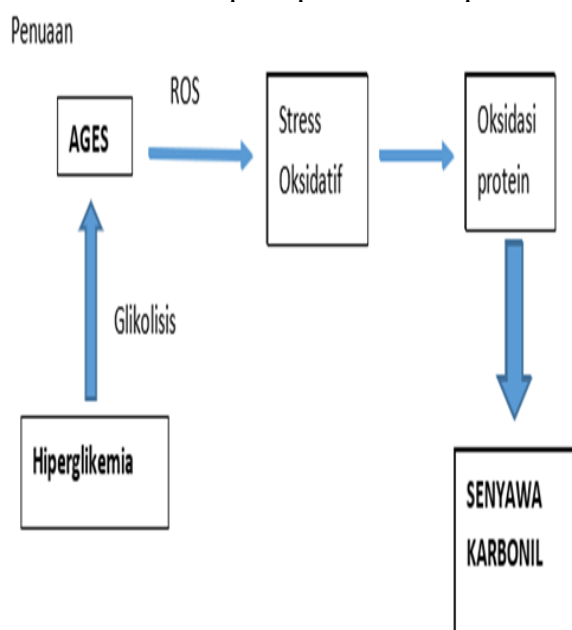 Penuaan
ROS
AGES
Stress
Oksidatif
Oksidasi
protein
Glikolisis
Hiperglikemia
SENYAWA
KARBONIL